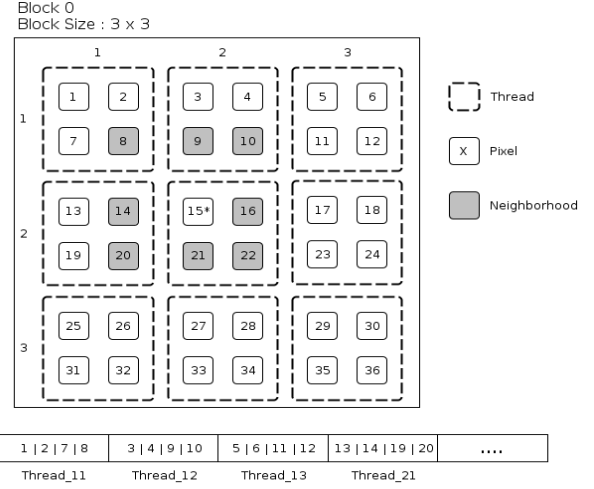 Block 0
Block Size : 3 x 3
1 2 3
1 2 3 4 5 6
1
7 8 9 10 11 12
13 14 15* 16 17 18
2
19 20 21 22 23 24
25 26 27 28 29 30
3
31 32 33 34 35 36
Thread
X Pixel
Neighborhood
1 | 2 | 7 | 8 3 | 4 | 9 | 10 5 | 6 | 11 | 12 13 | 14 | 19 | 20 ....
Thread_11 Thread_12 Thread_13 Thread_21